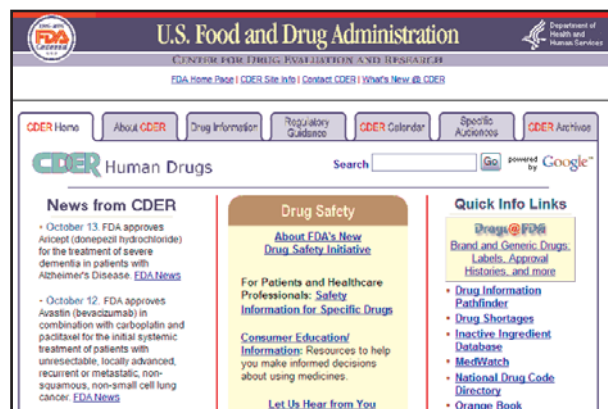 FDA
U.S. Food and Drug Administration
Department of
Health and
Human Services
CENTER FOR DRUG EVALUATION AND RESEARCH
FDA Home Page | CDER Site Info | Contact CDER | What's New @ CDER
CDER Home
About CDER
Drug Information
Regulatory
Guidance
CDER Calendar
Specific
Audiences
CDER Archives
CDER Human Drugs
Search
Go
powered
by Google™
News from CDER
• October 13. FDA approves
Aricept (donepezil hydrochloride)
for the treatment of severe
dementia in patients with
Alzheimer's Disease. FDA News
• October 12. FDA approves
Avastin (bevacizumab) in
combination with carboplatin and
paclitaxel for the initial systemic
treatment of patients with
unresectable, locally advanced,
recurrent or metastatic, non-
squamous, non-small cell lung
cancer. FDA News
Drug Safety
About FDA's New
Drug Safety Initiative
For Patients and Healthcare
Professionals: Safety
Information for Specific Drugs
Consumer Education/
Information: Resources to help
you make informed decisions
about using medicines.
Let Us Hear from You
Quick Info Links
Drugs@FDA
Brand and Generic Drugs:
Labels, Approval
Histories, and more
• Drug Information
Pathfinder
• Drug Shortages
• Inactive Ingredient
Database
• MedWatch
• National Drug Code
Directory
• Orange Book